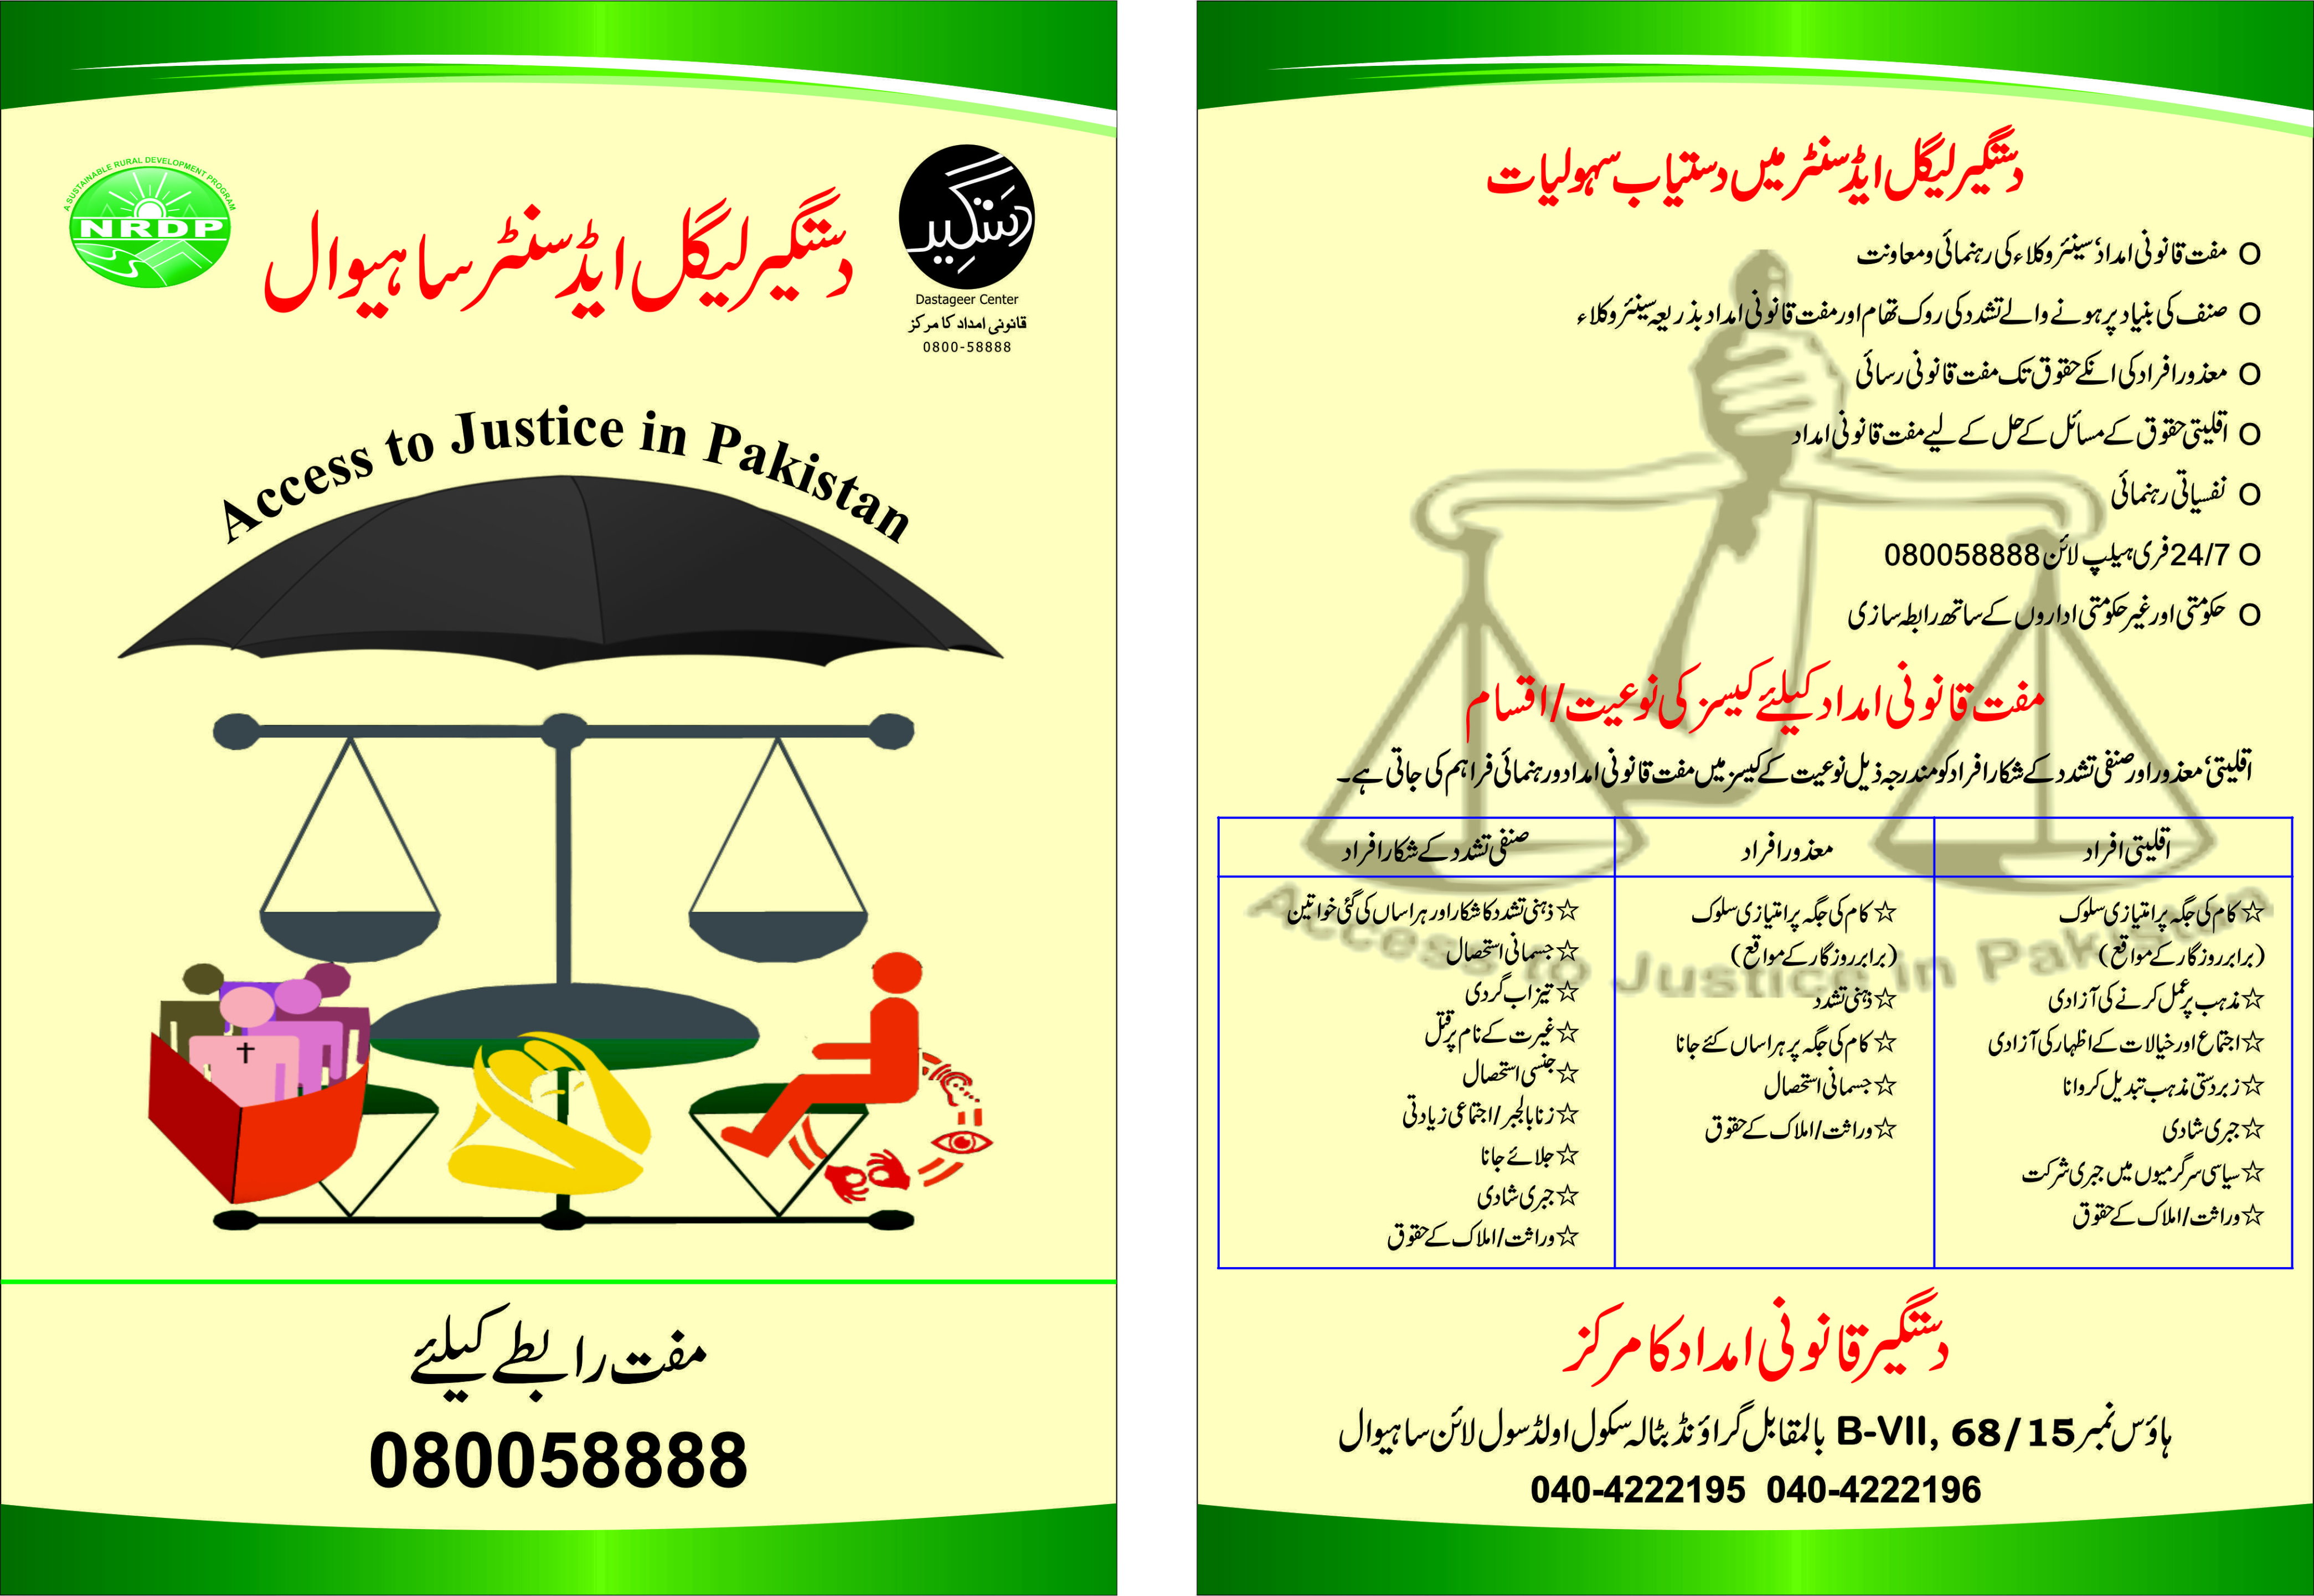 A SUSTAINABLE RURAL DEVELOPMENT PROGRAM
NRDP
دستگیر
Dastageer Center
قانونی امداد کا مرکز
0800-58888
دستگیر لیگل ایڈ سنٹر ساہیوال
Access to Justice in Pakistan
مفت رابطے کیلئے
080058888
دستگیر لیگل ایڈ سنٹر میں دستیاب سہولیات
O مفت قانونی امداد، سینئر وکلاء کی رہنمائی و معاونت
O صنف کی بنیاد پر ہونے والے تشدد کی روک تھام اور مفت قانونی امداد بذریعہ سینئر وکلاء
O معذور افراد کی انکے حقوق تک مفت قانونی رسائی
O اقلیتی حقوق کے مسائل کے حل کے لیے مفت قانونی امداد
O نفسیاتی رہنمائی
O 24/7 فری ہیلپ لائن 080058888
O حکومتی اور غیر حکومتی اداروں کے ساتھ رابطہ سازی
مفت قانونی امداد کیلئے کیسز کی نوعیت/اقسام
اقلیتی، معذور اور صنفی تشدد کے شکار افراد کو مندرجہ ذیل نوعیت کے کیسز میں مفت قانونی امداد و رہنمائی فراہم کی جاتی ہے۔
اقلیتی افراد
☆ کام کی جگہ پر امتیازی سلوک
(برابر روزگار کے مواقع)
☆ مذہب پر عمل کرنے کی آزادی
☆ اجتماع اور خیالات کے اظہار کی آزادی
☆ زبردستی مذہب تبدیل کروانا
☆ جبری شادی
☆ سیاسی سرگرمیوں میں جبری شرکت
☆ وراثت/املاک کے حقوق
معذور افراد
☆ کام کی جگہ پر امتیازی سلوک
(برابر روزگار کے مواقع)
☆ ذہنی تشدد
☆ کام کی جگہ پر ہراساں کئے جانا
☆ جسمانی استحصال
☆ وراثت/املاک کے حقوق
صنفی تشدد کے شکار افراد
☆ ذہنی تشدد کا شکار اور ہراساں کی گئی خواتین
☆ جسمانی استحصال
☆ تیزاب گردی
☆ غیرت کے نام پر قتل
☆ جنسی استحصال
☆ زنا بالجبر/اجتماعی زیادتی
☆ جلائے جانا
☆ جبری شادی
☆ وراثت/املاک کے حقوق
Access to Justice in Pakistan
دستگیر قانونی امداد کا مرکز
ہاؤس نمبر 68/15 ,B-VII بالمقابل گراؤنڈ بٹالہ سکول اولڈ سول لائن ساہیوال
040-4222195 040-4222196